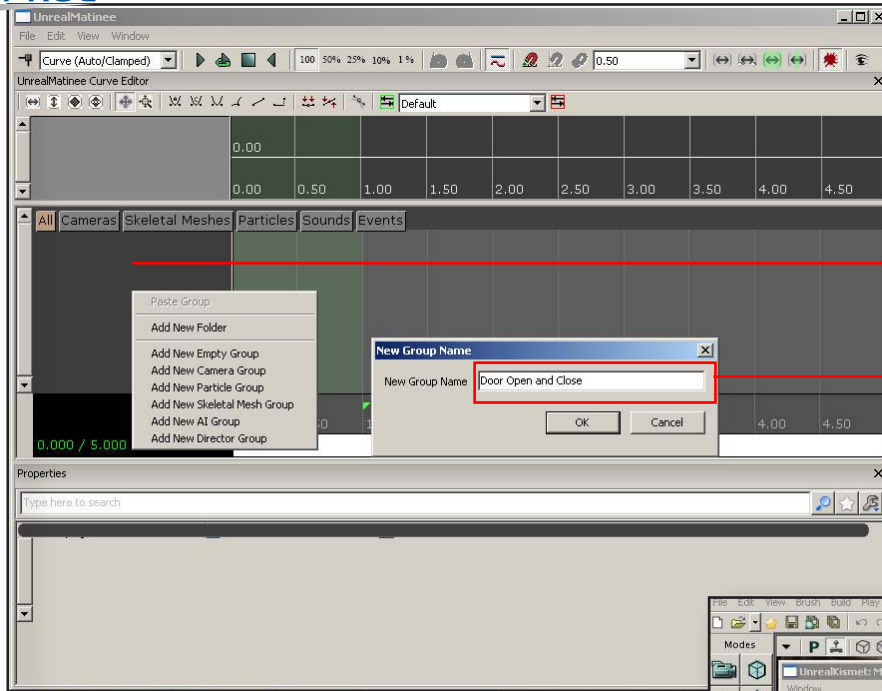 UnrealMatinee
File Edit View Window
Curve (Auto/Clamped) 100 50% 25% 10% 1% 0.50
UnrealMatinee Curve Editor
Default
0.00
0.00 0.50 1.00 1.50 2.00 2.50 3.00 3.50 4.00 4.50
All Cameras Skeletal Meshes Particles Sounds Events
Paste Group
Add New Folder
Add New Empty Group
Add New Camera Group
Add New Particle Group
Add New Skeletal Mesh Group
Add New AI Group
Add New Director Group
New Group Name
New Group Name Door Open and Close
OK Cancel
4.00 4.50
0.000 / 5.000
Properties
Type here to search
File Edit View Brush Build Play
Modes P
UnrealKismet: M
Window